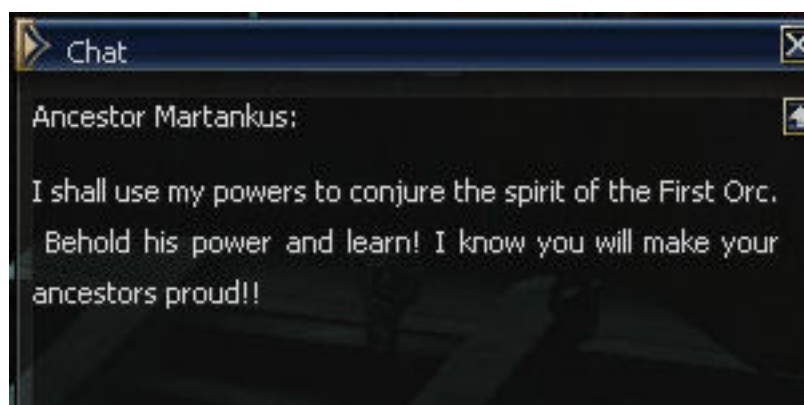 Chat
Ancestor Martankus:
I shall use my powers to conjure the spirit of the First Orc.
Behold his power and learn! I know you will make your
ancestors proud!!